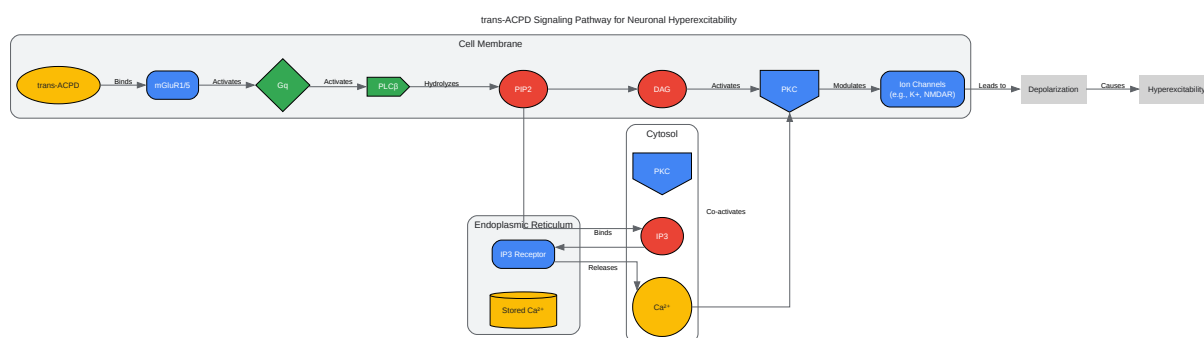 trans-ACPD Signaling Pathway for Neuronal Hyperexcitability
Cell Membrane
trans-ACPD
Binds
mGluR1/5
Activates
Gq
Activates
PLCβ
Hydrolyzes
PIP2
DAG
Activates
PKC
Modulates
Ion Channels
(e.g., K+, NMDAR)
Leads to
Depolarization
Causes
Hyperexcitability
Cytosol
PKC
Co-activates
Endoplasmic Reticulum
Binds
IP3
IP3 Receptor
Releases
Stored Ca²⁺
Ca²⁺